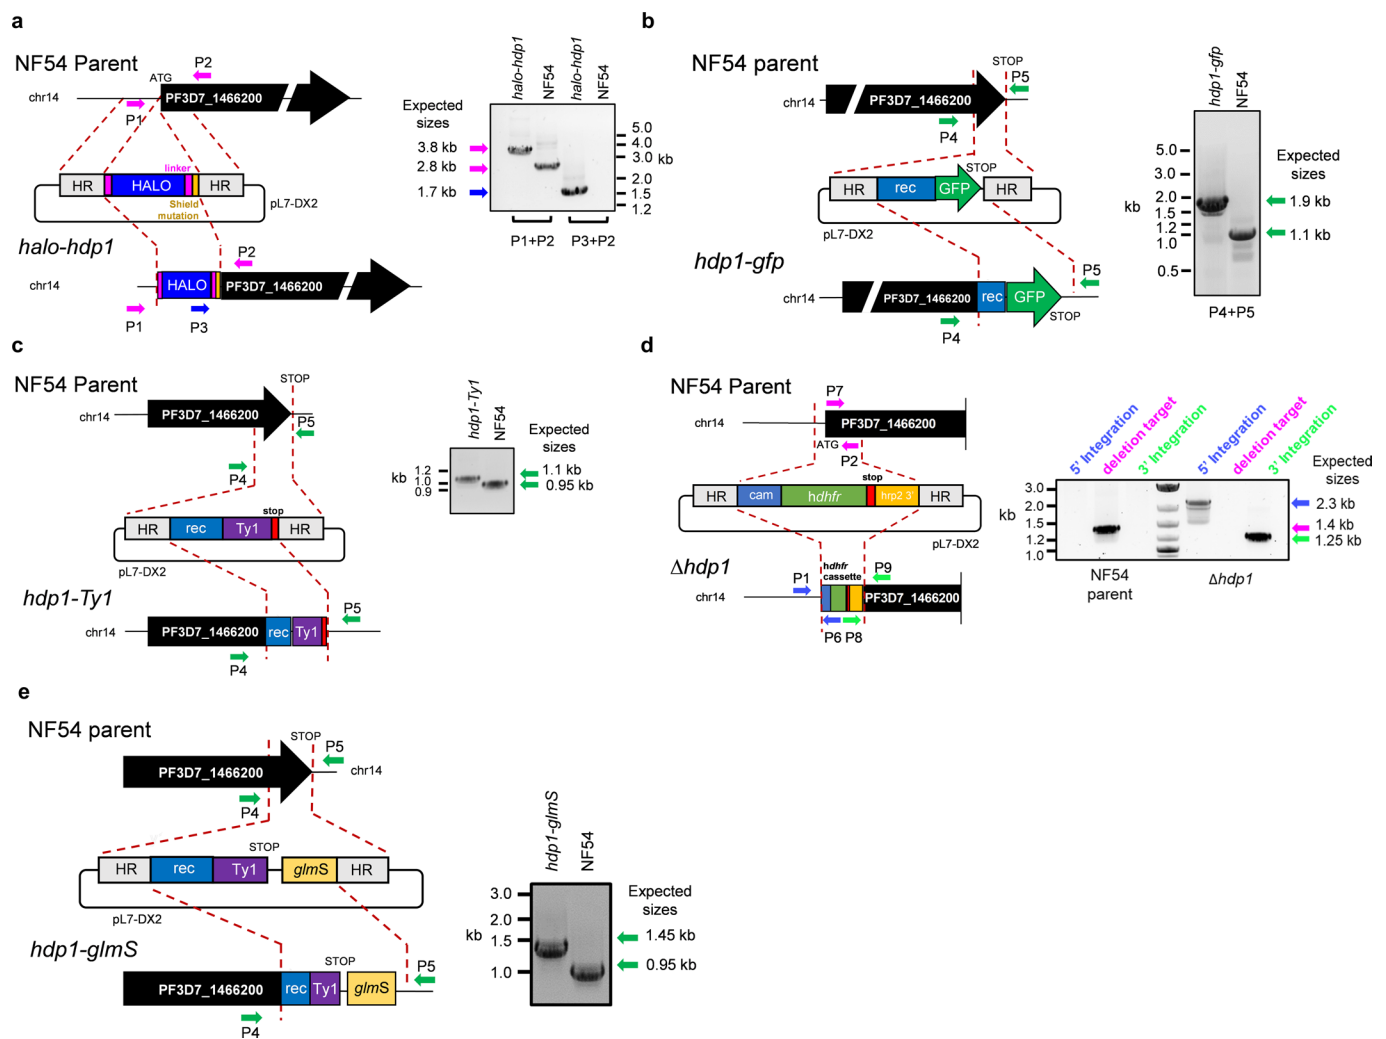 a
NF54 Parent
ATG
P2
chr14
PF3D7_1466200
P1
linker
HR
HALO
HR
Shield
mutation
pL7-DX2
halo-hdp1
P2
chr14
HALO
PF3D7_1466200
P1
P3
halo-hdp1
NF54
halo-hdp1
NF54
Expected
sizes
3.8 kb
2.8 kb
1.7 kb
5.0
4.0
3.0
kb
2.0
1.5
1.2
P1+P2
P3+P2
b
NF54 parent
STOP
P5
chr14
PF3D7_1466200
P4
STOP
HR
rec
GFP
HR
pL7-DX2
hdp1-gfp
P5
chr14
PF3D7_1466200
rec
GFP
STOP
P4
hdp1-gfp
NF54
5.0
3.0
2.0
1.5
1.2
1.0
0.5
kb
Expected
sizes
1.9 kb
1.1 kb
P4+P5
c
NF54 Parent
STOP
PF3D7_1466200
chr14
P5
P4
stop
HR
rec
Ty1
HR
pL7-DX2
hdp1-Ty1
P5
chr14
PF3D7_1466200
rec
Ty1
P4
hdp1-Ty1
NF54
kb
1.2
1.0
0.9
Expected
sizes
1.1 kb
0.95 kb
d
NF54 Parent
P7
chr14
PF3D7_1466200
ATG
P2
stop
HR
cam
hdhfr
hrp2 3'
HR
pL7-DX2
Δhdp1
hdhfr
cassette
P1
P9
chr14
PF3D7_1466200
P6
P8
5' Integration
deletion target
3' Integration
5' Integration
deletion target
3' Integration
Expected
sizes
kb
3.0
2.0
1.5
1.2
1.0
2.3 kb
1.4 kb
1.25 kb
NF54
parent
Δhdp1
e
NF54 parent
STOP
P5
PF3D7_1466200
chr14
P4
STOP
HR
rec
Ty1
glmS
HR
pL7-DX2
hdp1-glmS
STOP
P5
chr14
PF3D7_1466200
rec
Ty1
glmS
P4
hdp1-glmS
NF54
kb
3.0
2.0
1.5
1.0
Expected
sizes
1.45 kb
0.95 kb